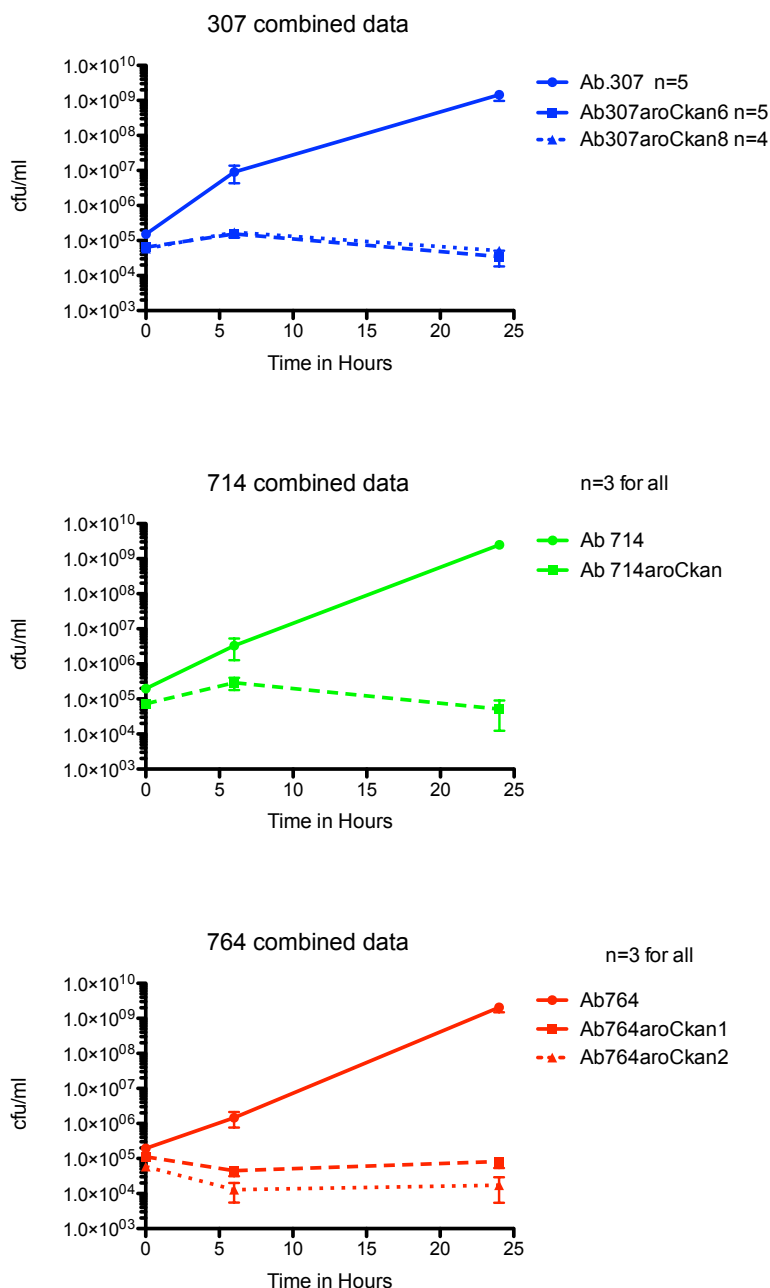 307 combined data
1.0×10^10
1.0×10^09
1.0×10^08
1.0×10^07
1.0×10^06
1.0×10^05
1.0×10^04
1.0×10^03
cfu/ml
0 5 10 15 20 25
Time in Hours
Ab.307 n=5
Ab307aroCkan6 n=5
Ab307aroCkan8 n=4
714 combined data
n=3 for all
1.0×10^10
1.0×10^09
1.0×10^08
1.0×10^07
1.0×10^06
1.0×10^05
1.0×10^04
1.0×10^03
cfu/ml
0 5 10 15 20 25
Time in Hours
Ab 714
Ab 714aroCkan
764 combined data
n=3 for all
1.0×10^10
1.0×10^09
1.0×10^08
1.0×10^07
1.0×10^06
1.0×10^05
1.0×10^04
1.0×10^03
cfu/ml
0 5 10 15 20 25
Time in Hours
Ab764
Ab764aroCkan1
Ab764aroCkan2